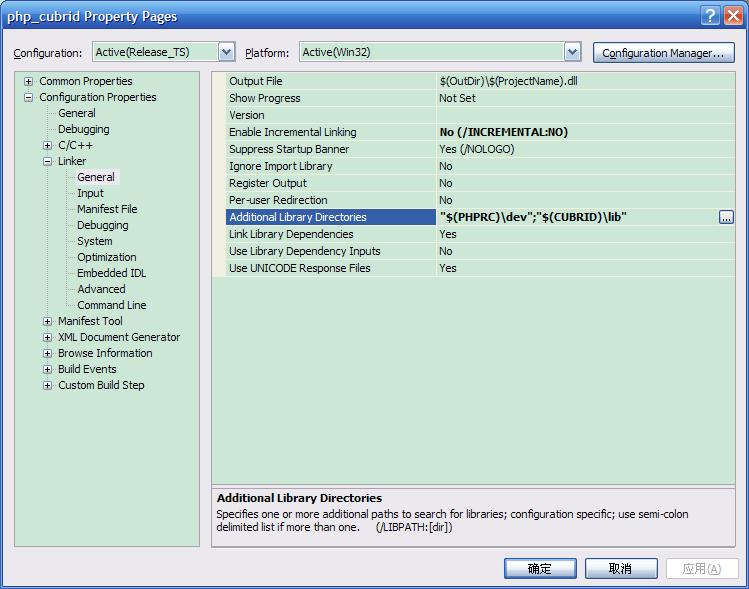 php_cubrid Property Pages
Configuration: Active(Release_TS) Platform: Active(Win32) Configuration Manager...
Common Properties
Configuration Properties
General
Debugging
C/C++
Linker
General
Input
Manifest File
Debugging
System
Optimization
Embedded IDL
Advanced
Command Line
Manifest Tool
XML Document Generator
Browse Information
Build Events
Custom Build Step
Output File $(OutDir)\$(ProjectName).dll
Show Progress Not Set
Version
Enable Incremental Linking No (/INCREMENTAL:NO)
Suppress Startup Banner Yes (/NOLOGO)
Ignore Import Library No
Register Output No
Per-user Redirection No
Additional Library Directories "$(PHPRC)\dev";"$(CUBRID)\lib" ...
Link Library Dependencies Yes
Use Library Dependency Inputs No
Use UNICODE Response Files Yes
Additional Library Directories
Specifies one or more additional paths to search for libraries; configuration specific; use semi-colon
delimited list if more than one. (/LIBPATH:[dir])
确定 取消 应用(A)